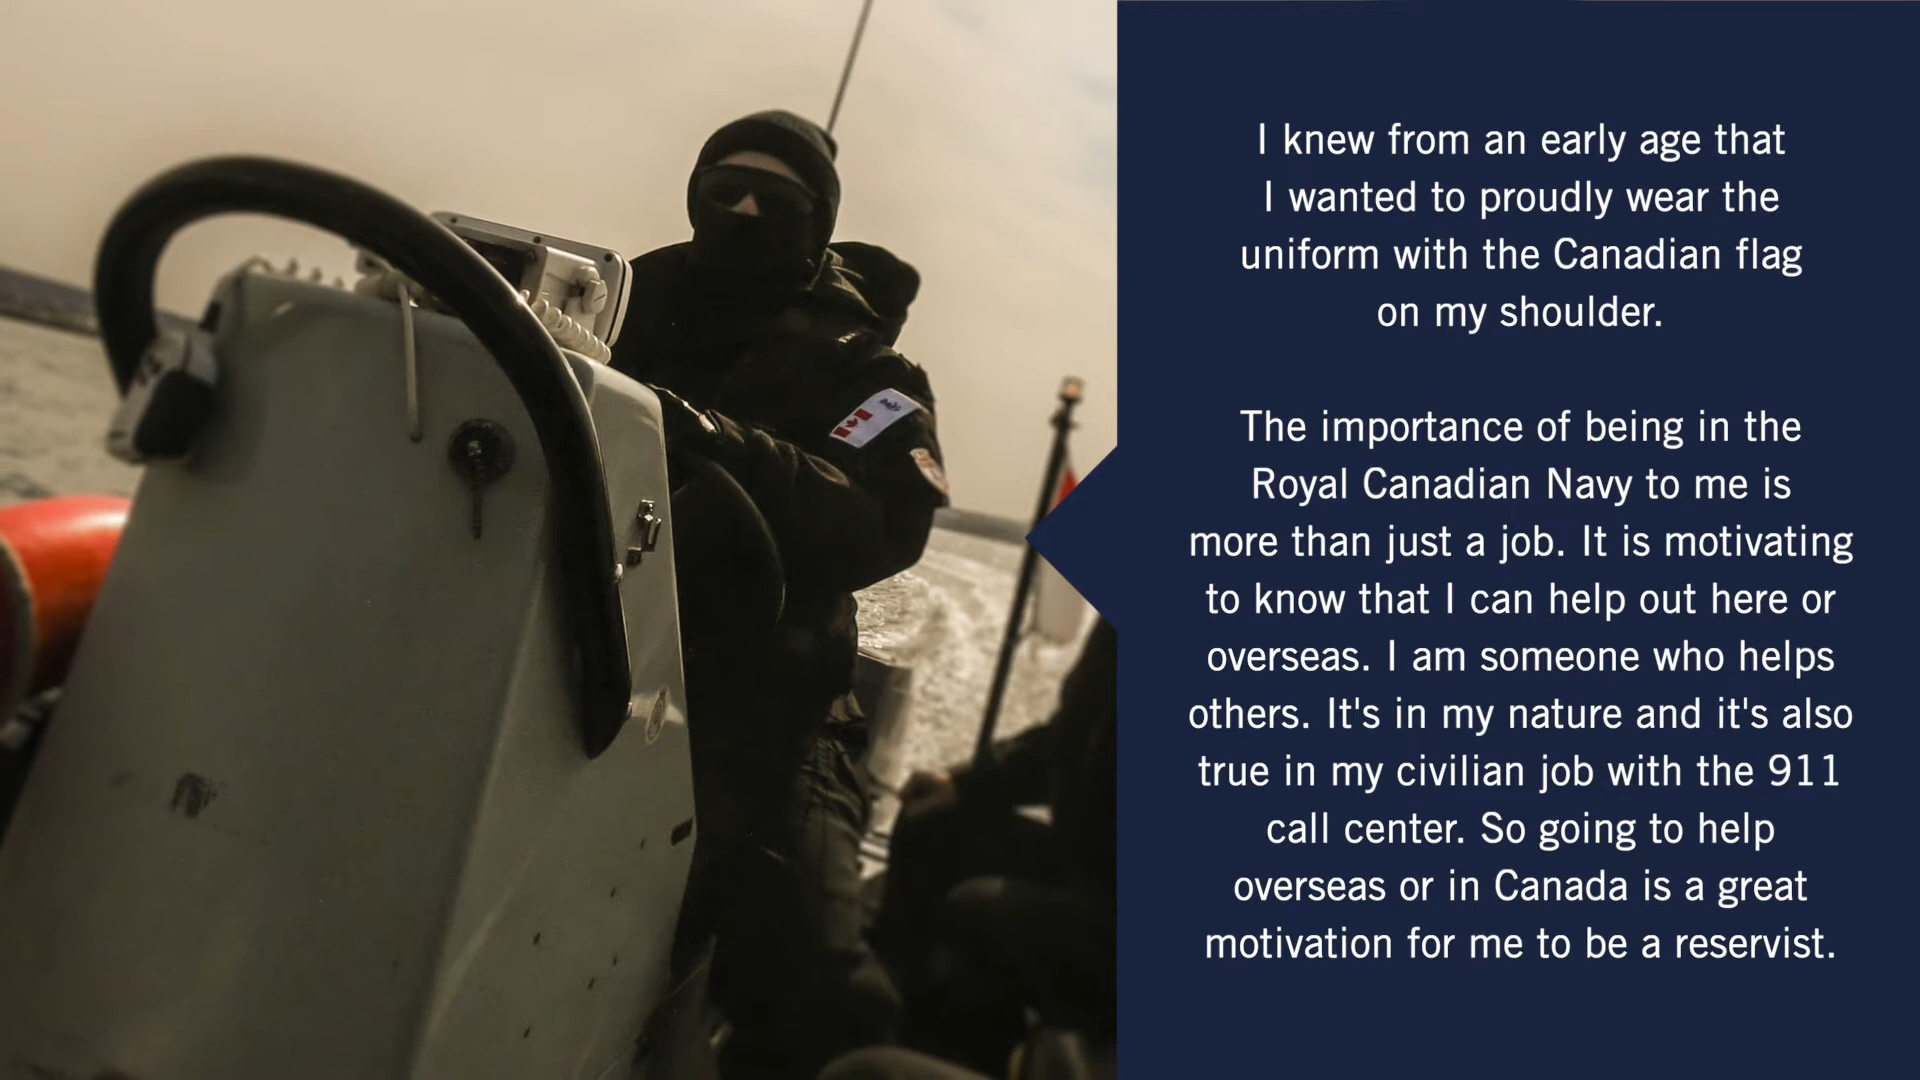 I knew from an early age that
I wanted to proudly wear the
uniform with the Canadian flag
on my shoulder.
The importance of being in the
Royal Canadian Navy to me is
more than just a job. It is motivating
to know that I can help out here or
overseas. I am someone who helps
others. It's in my nature and it's also
true in my civilian job with the 911
call center. So going to help
overseas or in Canada is a great
motivation for me to be a reservist.